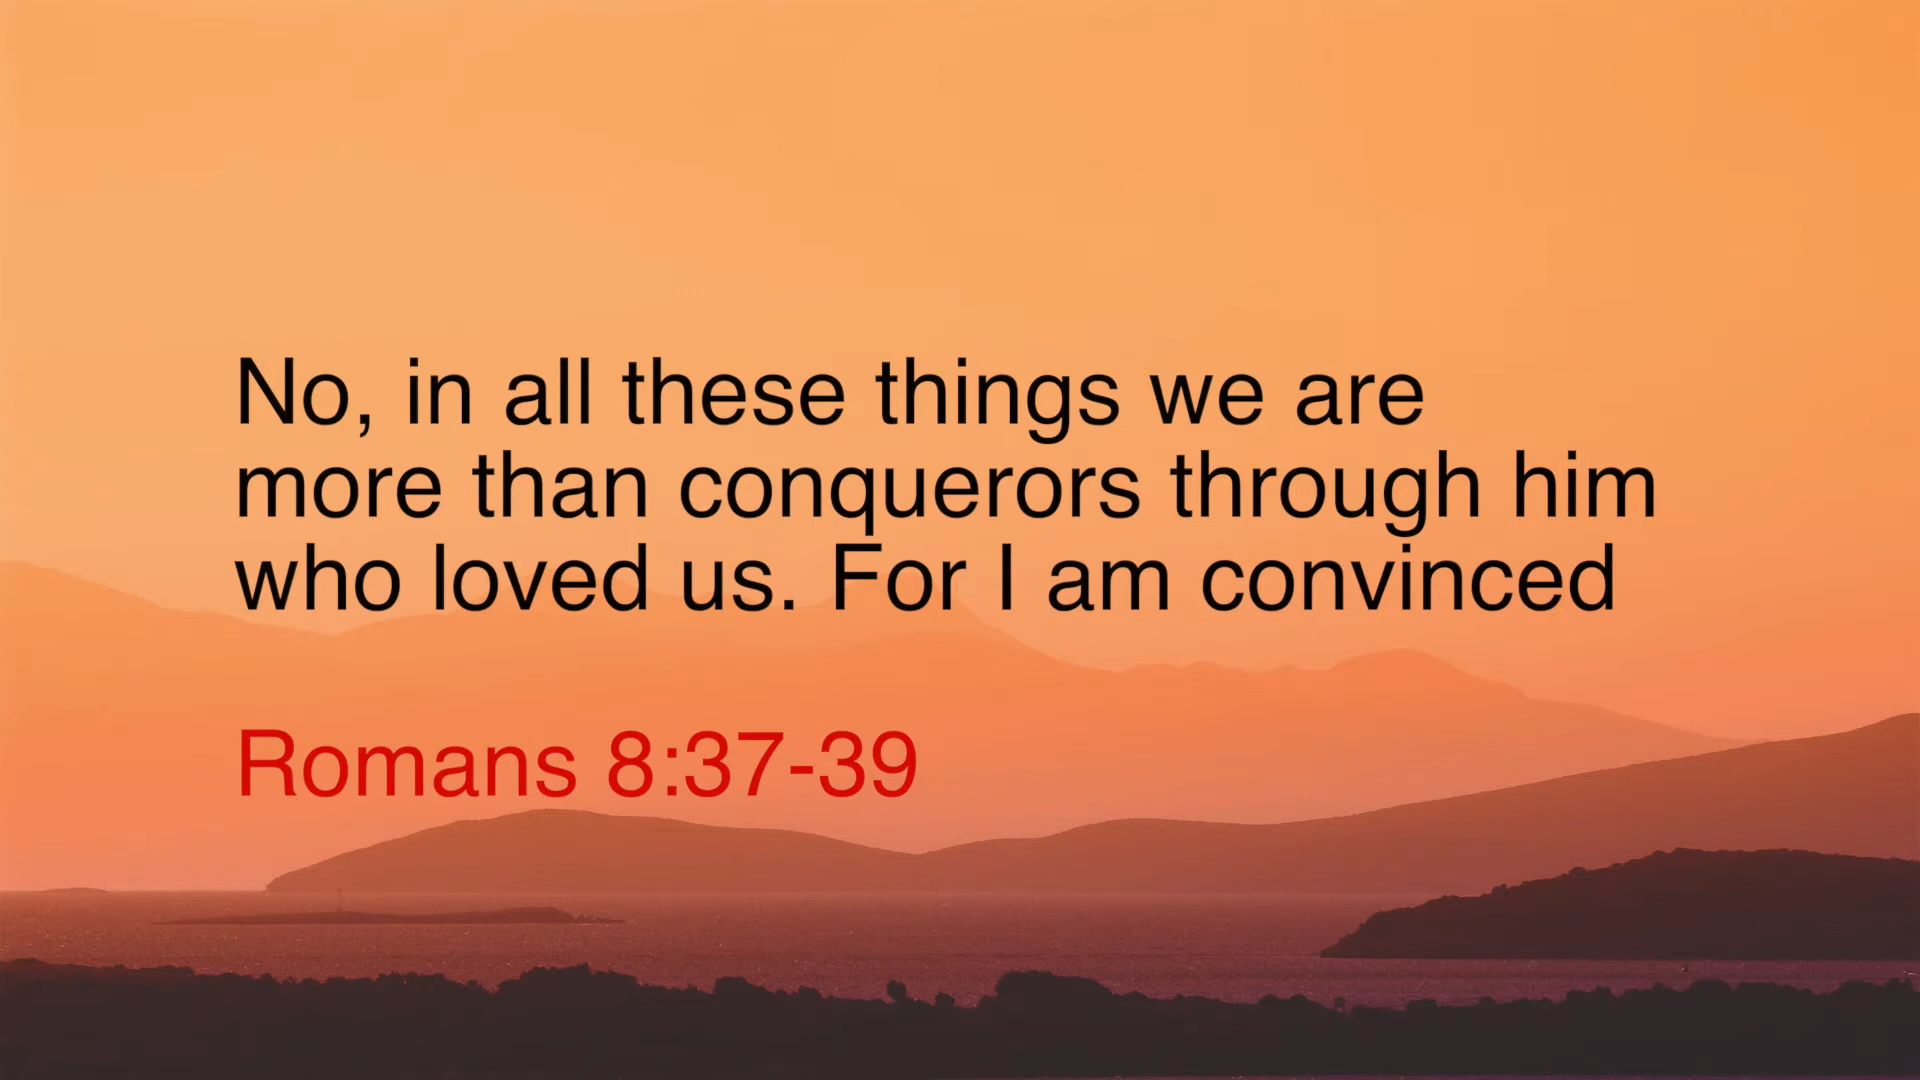 No, in all these things we are
more than conquerors through him
who loved us. For I am convinced
Romans 8:37-39